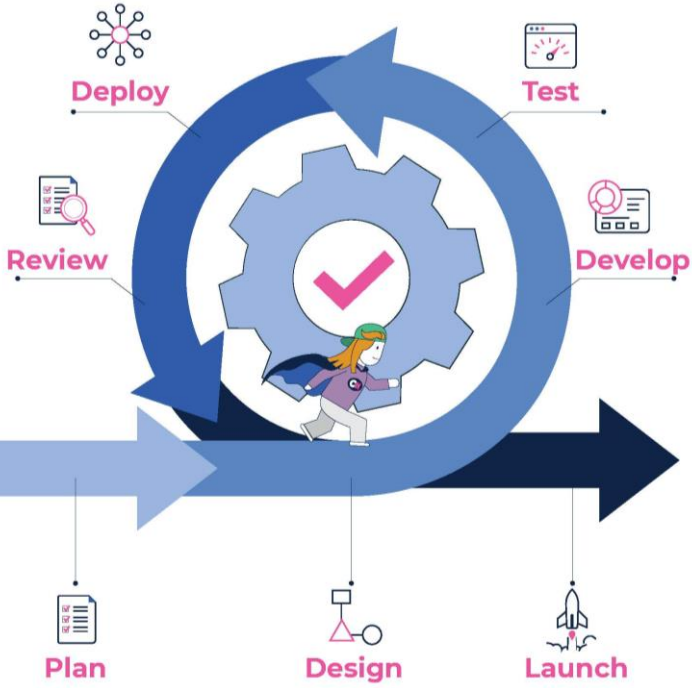 Deploy
Test
Review
Develop
Plan
Design
Launch